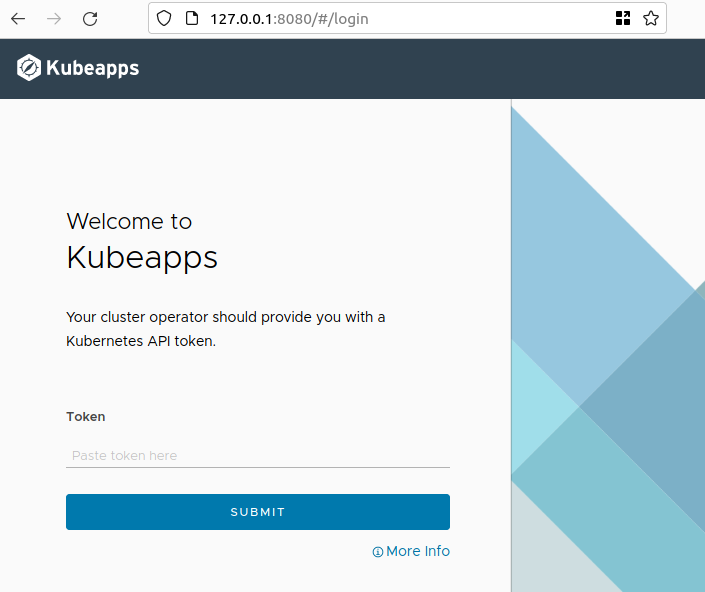 127.0.0.1:8080/#/login
Kubeapps
Welcome to
Kubeapps
Your cluster operator should provide you with a
Kubernetes API token.
Token
Paste token here
SUBMIT
More Info